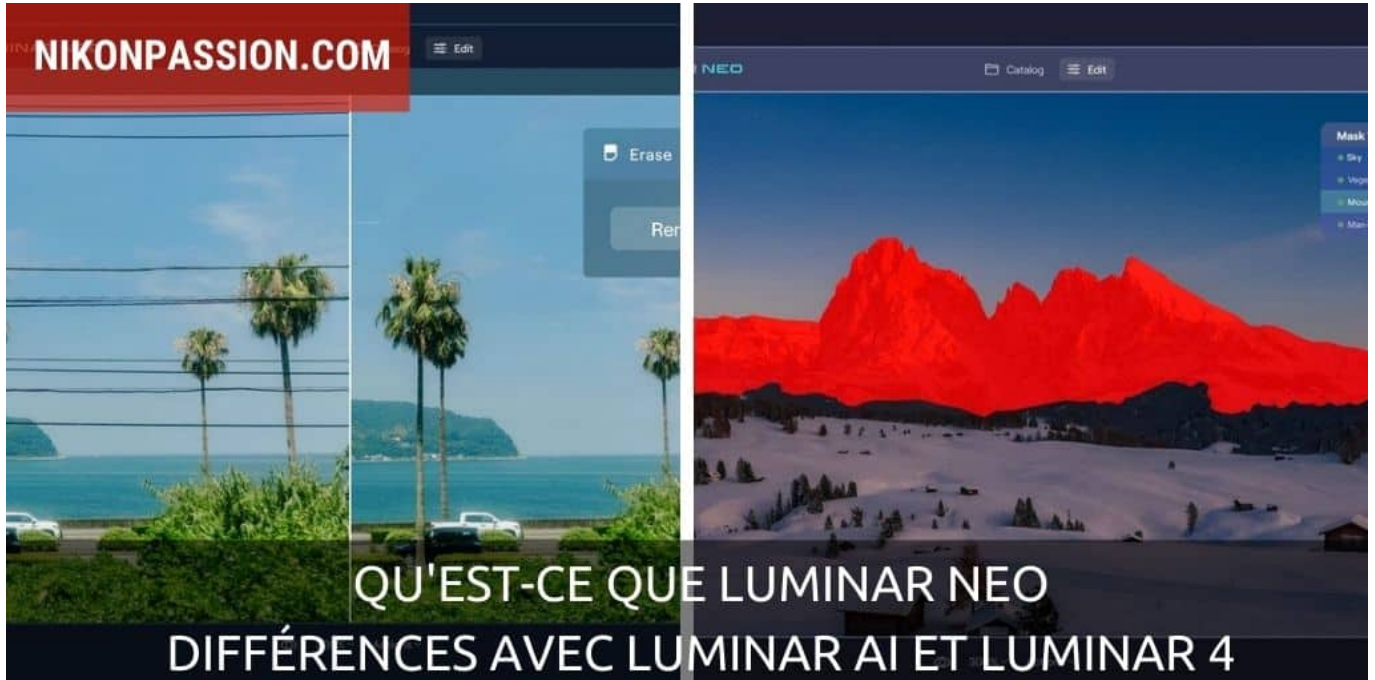 NIKONPASSION.COM
Edit
NEO
Catalog
Edit
Erase
Mask
Sky
QU'EST-CE QUE LUMINAR NEO
DIFFÉRENCES AVEC LUMINAR AI ET LUMINAR 4